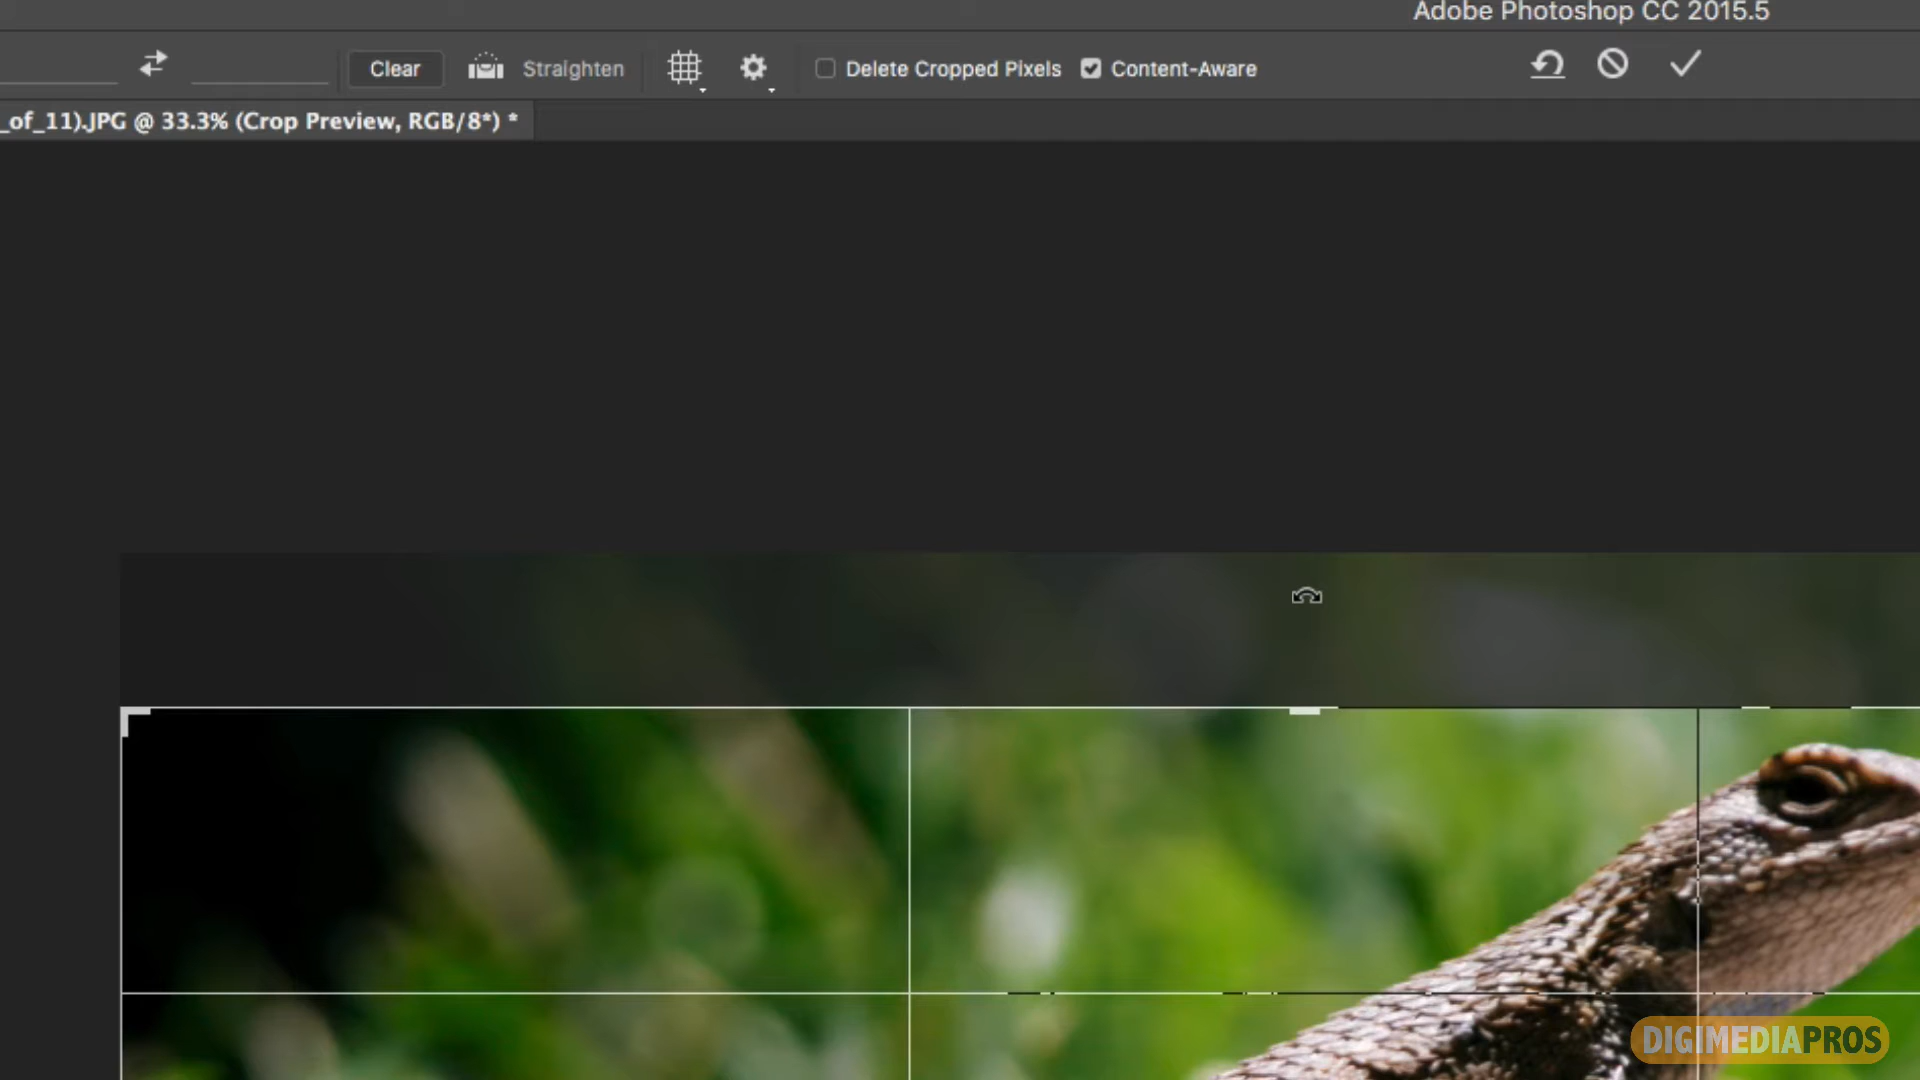 Adobe Photoshop CC 2015.5
Clear Straighten Delete Cropped Pixels Content-Aware
_of_11).JPG @ 33.3% (Crop Preview, RGB/8*) *
DIGIMEDIAPROS